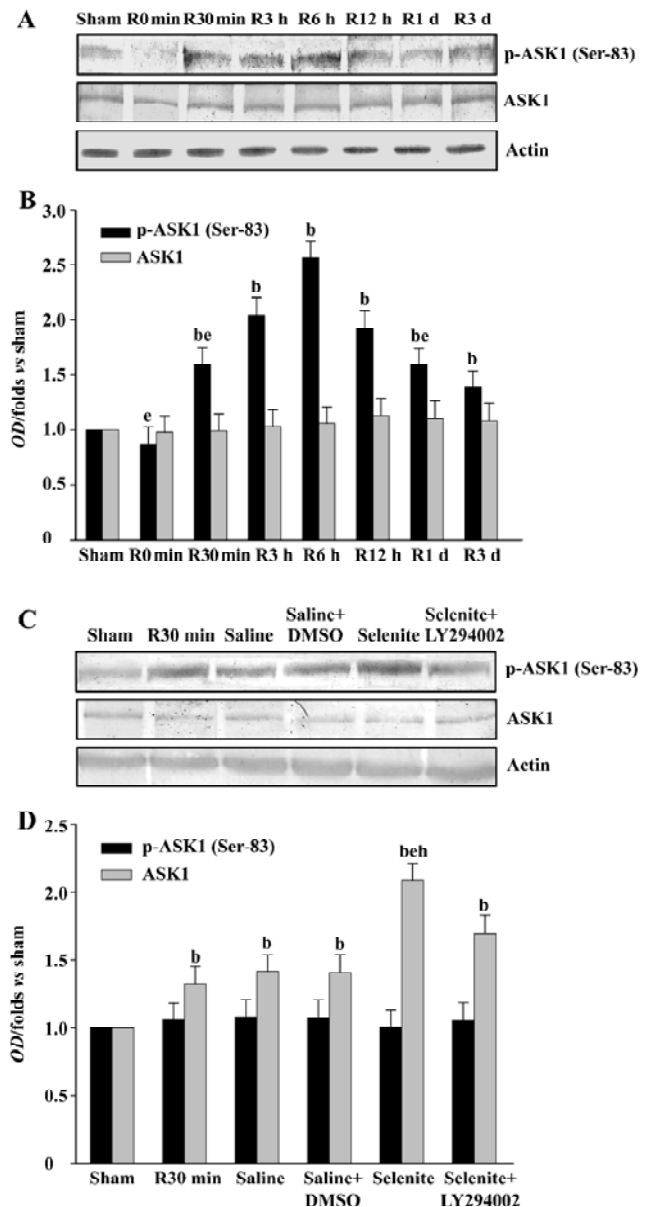 A
Sham R0 min R30 min R3 h R6 h R12 h R1 d R3 d
p-ASK1 (Ser-83)
ASK1
Actin
B
3.0
2.5
2.0
1.5
1.0
0.5
0
OD/folds vs sham
p-ASK1 (Ser-83)
ASK1
e
be
b
b
b
be
b
Sham R0 min R30 min R3 h R6 h R12 h R1 d R3 d
C
Sham R30 min Saline Saline+ DMSO Selenite Selenite+ LY294002
p-ASK1 (Ser-83)
ASK1
Actin
D
2.5
2.0
1.5
1.0
0.5
0
OD/folds vs sham
p-ASK1 (Ser-83)
ASK1
b
b
b
beh
b
Sham R30 min Saline Saline+ Selenite Selenite+
DMSO LY294002